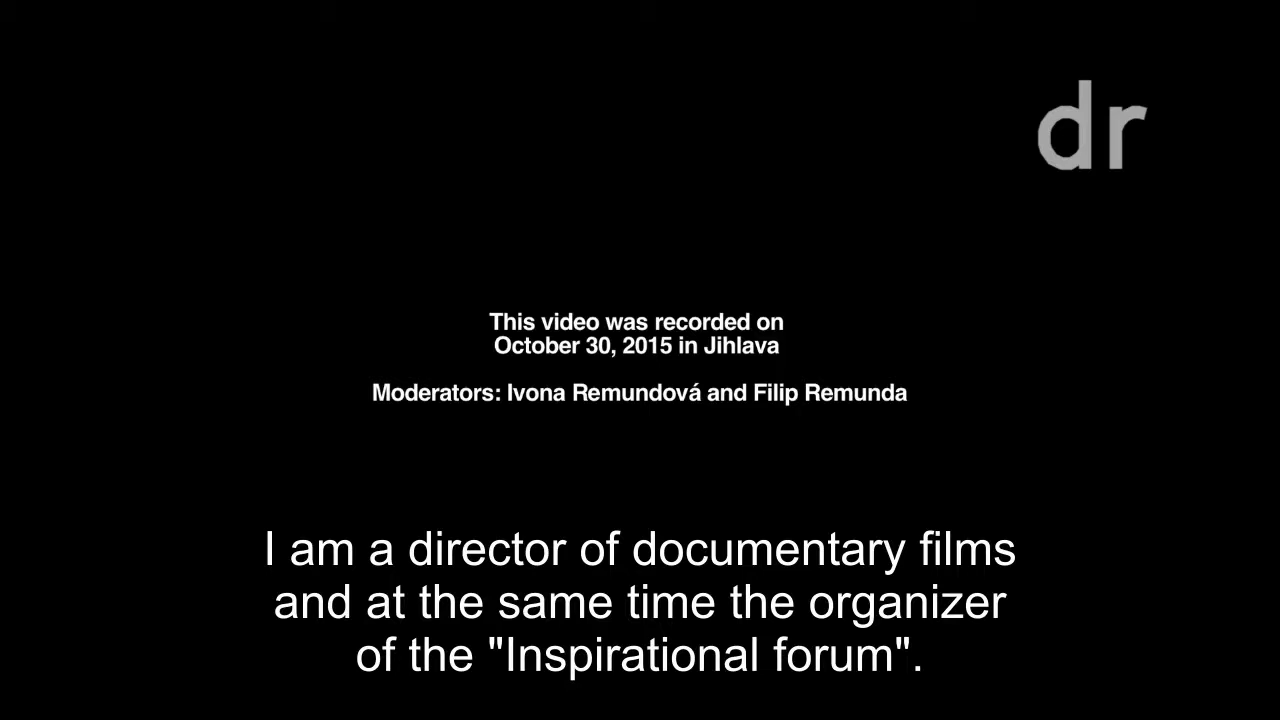 dr
This video was recorded on
October 30, 2015 in Jihlava
Moderators: Ivona Remundová and Filip Remunda
I am a director of documentary films
and at the same time the organizer
of the "Inspirational forum".